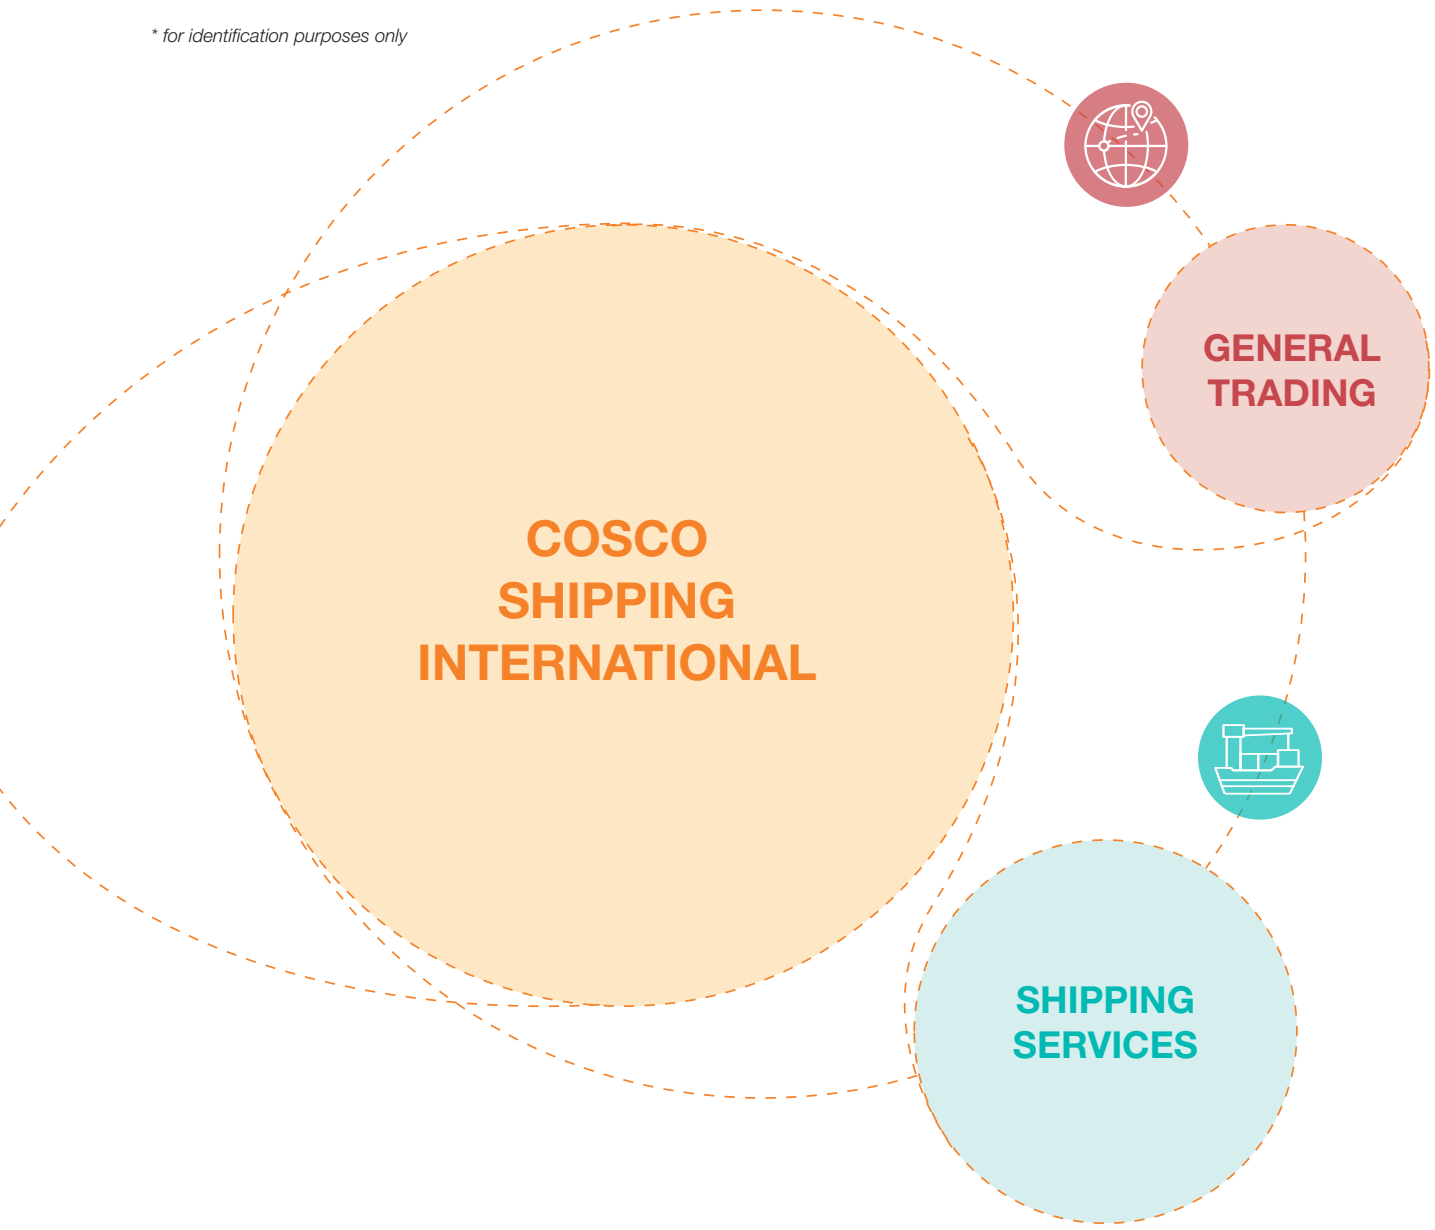 * for identification purposes only
GENERAL
TRADING
COSCO
SHIPPING
INTERNATIONAL
SHIPPING
SERVICES